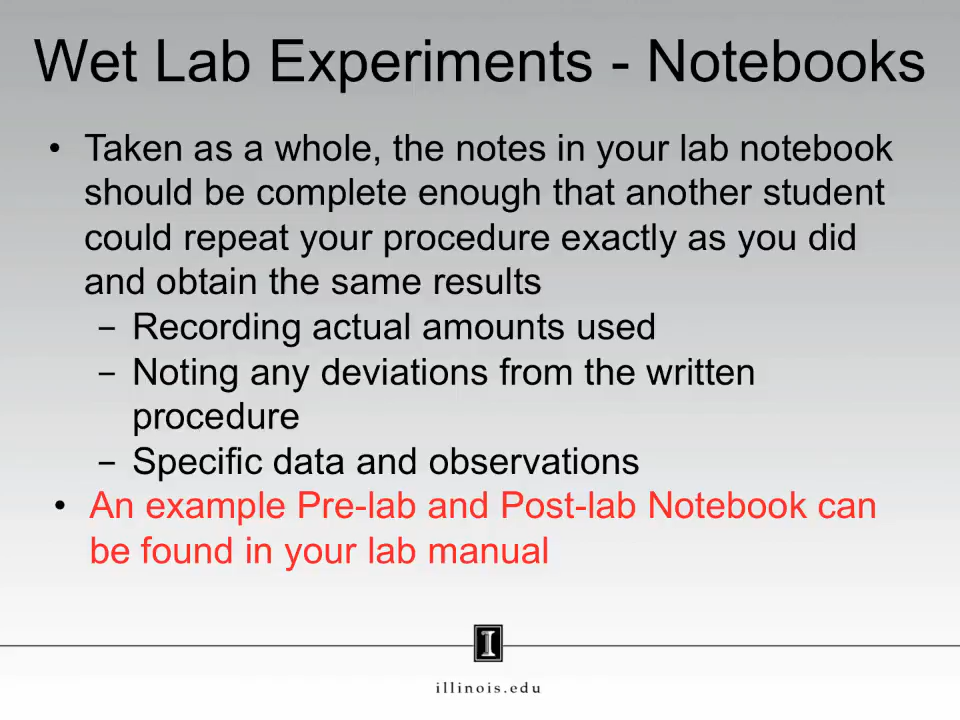 Wet Lab Experiments - Notebooks
• Taken as a whole, the notes in your lab notebook
should be complete enough that another student
could repeat your procedure exactly as you did
and obtain the same results
– Recording actual amounts used
– Noting any deviations from the written
procedure
– Specific data and observations
• An example Pre-lab and Post-lab Notebook can
be found in your lab manual
I
illinois.edu